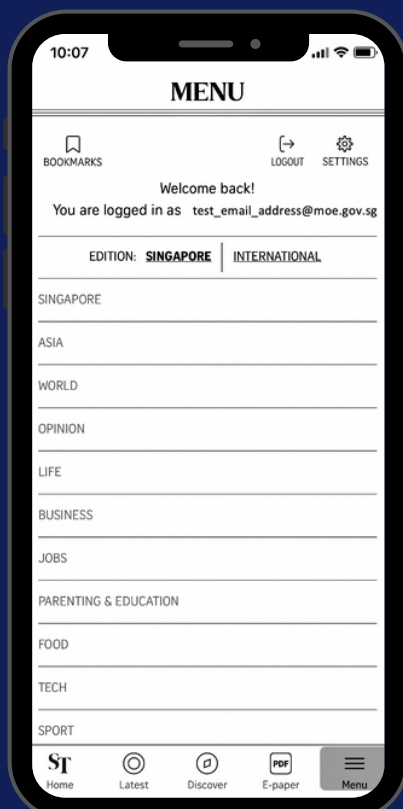 10:07
MENU
BOOKMARKS
LOGOUT
SETTINGS
Welcome back!
You are logged in as test_email_address@moe.gov.sg
EDITION: SINGAPORE | INTERNATIONAL
SINGAPORE
ASIA
WORLD
OPINION
LIFE
BUSINESS
JOBS
PARENTING & EDUCATION
FOOD
TECH
SPORT
ST
PDF
Home Latest Discover E-paper Menu